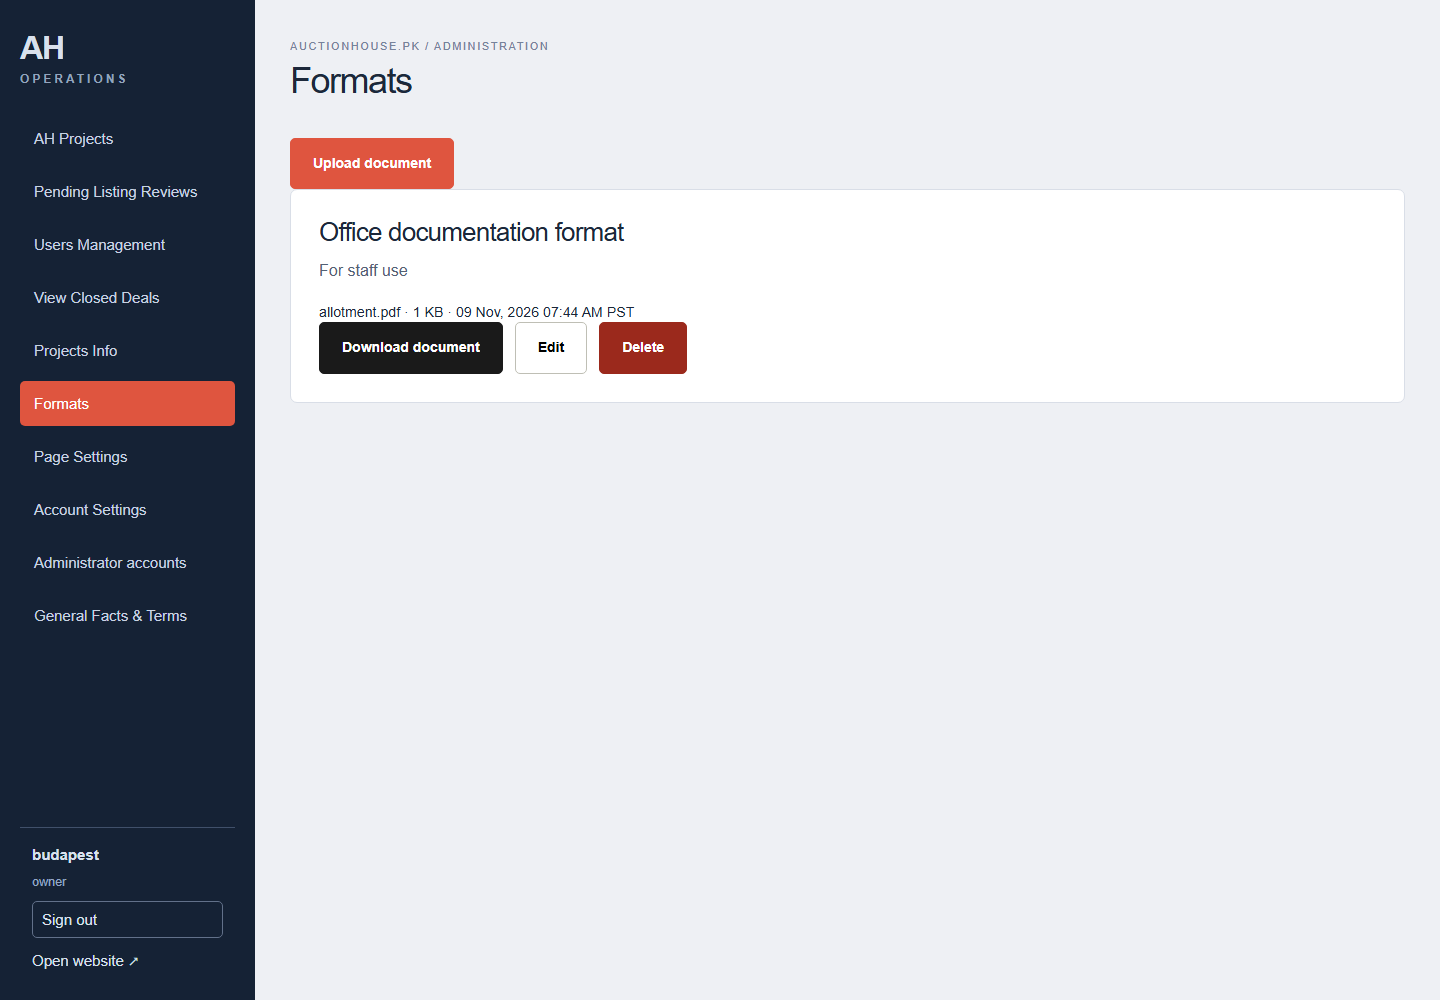 AH
OPERATIONS
AH Projects
Pending Listing Reviews
Users Management
View Closed Deals
Projects Info
Formats
Page Settings
Account Settings
Administrator accounts
General Facts & Terms
budapest
owner
Sign out
Open website ↗
AUCTIONHOUSE.PK / ADMINISTRATION
Formats
Upload document
Office documentation format
For staff use
allotment.pdf · 1 KB · 09 Nov, 2026 07:44 AM PST
Download document
Edit
Delete